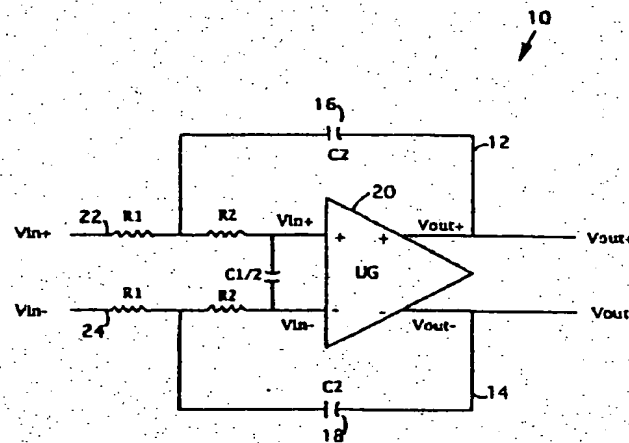 10
16
C2
12
20
22
R1
R2
Vin+
Vout+
Vin+
+
+
Vout+
C1/2
UG
R1
R2
-
-
Vin-
Vin-
Vout-
Vout
24
C2
14
18